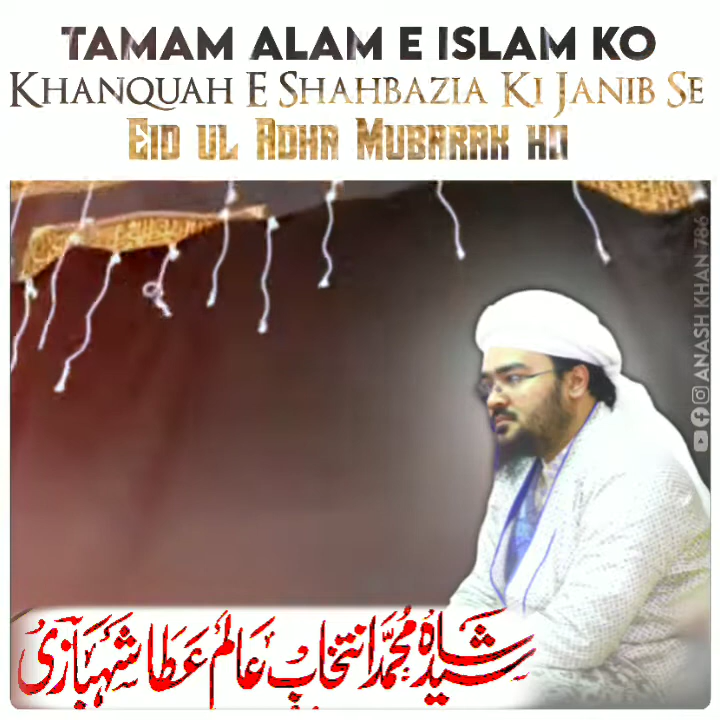 TAMAM ALAM E ISLAM KO
KHANQUAH E SHAHBAZIA KI JANIB SE
EID UL ADHA MUBARAK HO
ANASH KHAN 786
سید شاہ محمد انتخاب عالم عطا شہبازی